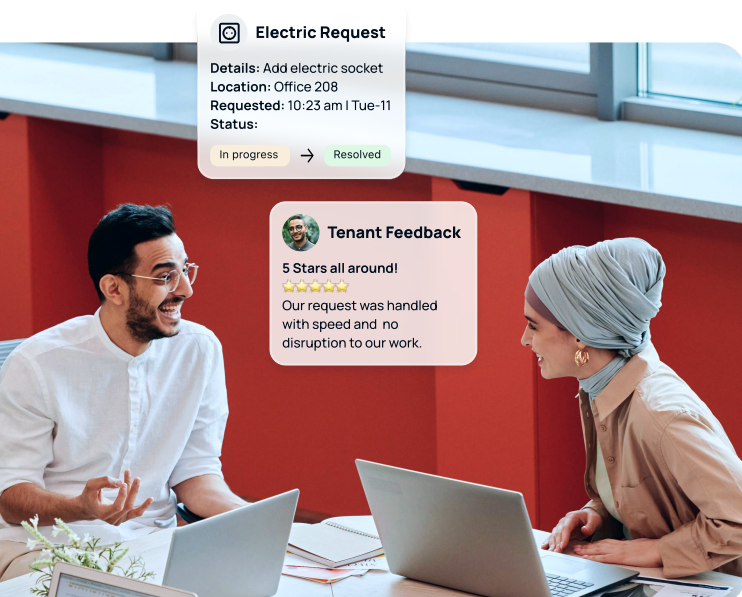 Electric Request
Details: Add electric socket
Location: Office 208
Requested: 10:23 am | Tue-11
Status:
In progress → Resolved
Tenant Feedback
5 Stars all around!
Our request was handled
with speed and no
disruption to our work.